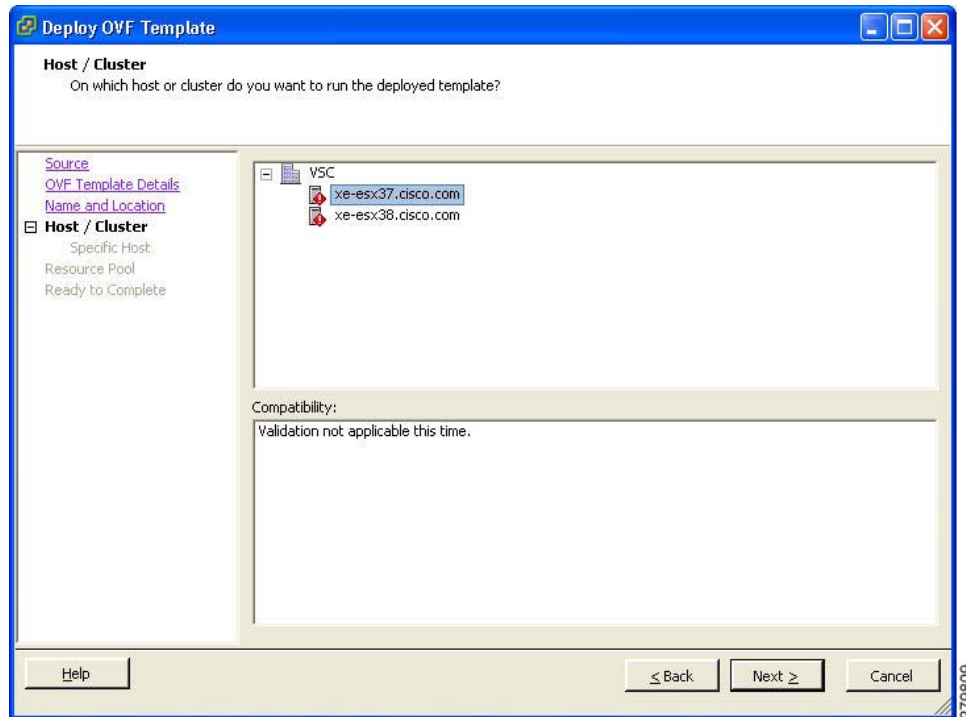 Deploy OVF Template
Host / Cluster
On which host or cluster do you want to run the deployed template?
Source
OVF Template Details
Name and Location
Host / Cluster
Specific Host
Resource Pool
Ready to Complete
VSC
xe-esx37.cisco.com
xe-esx38.cisco.com
Compatibility:
Validation not applicable this time.
Help
< Back
Next >
Cancel